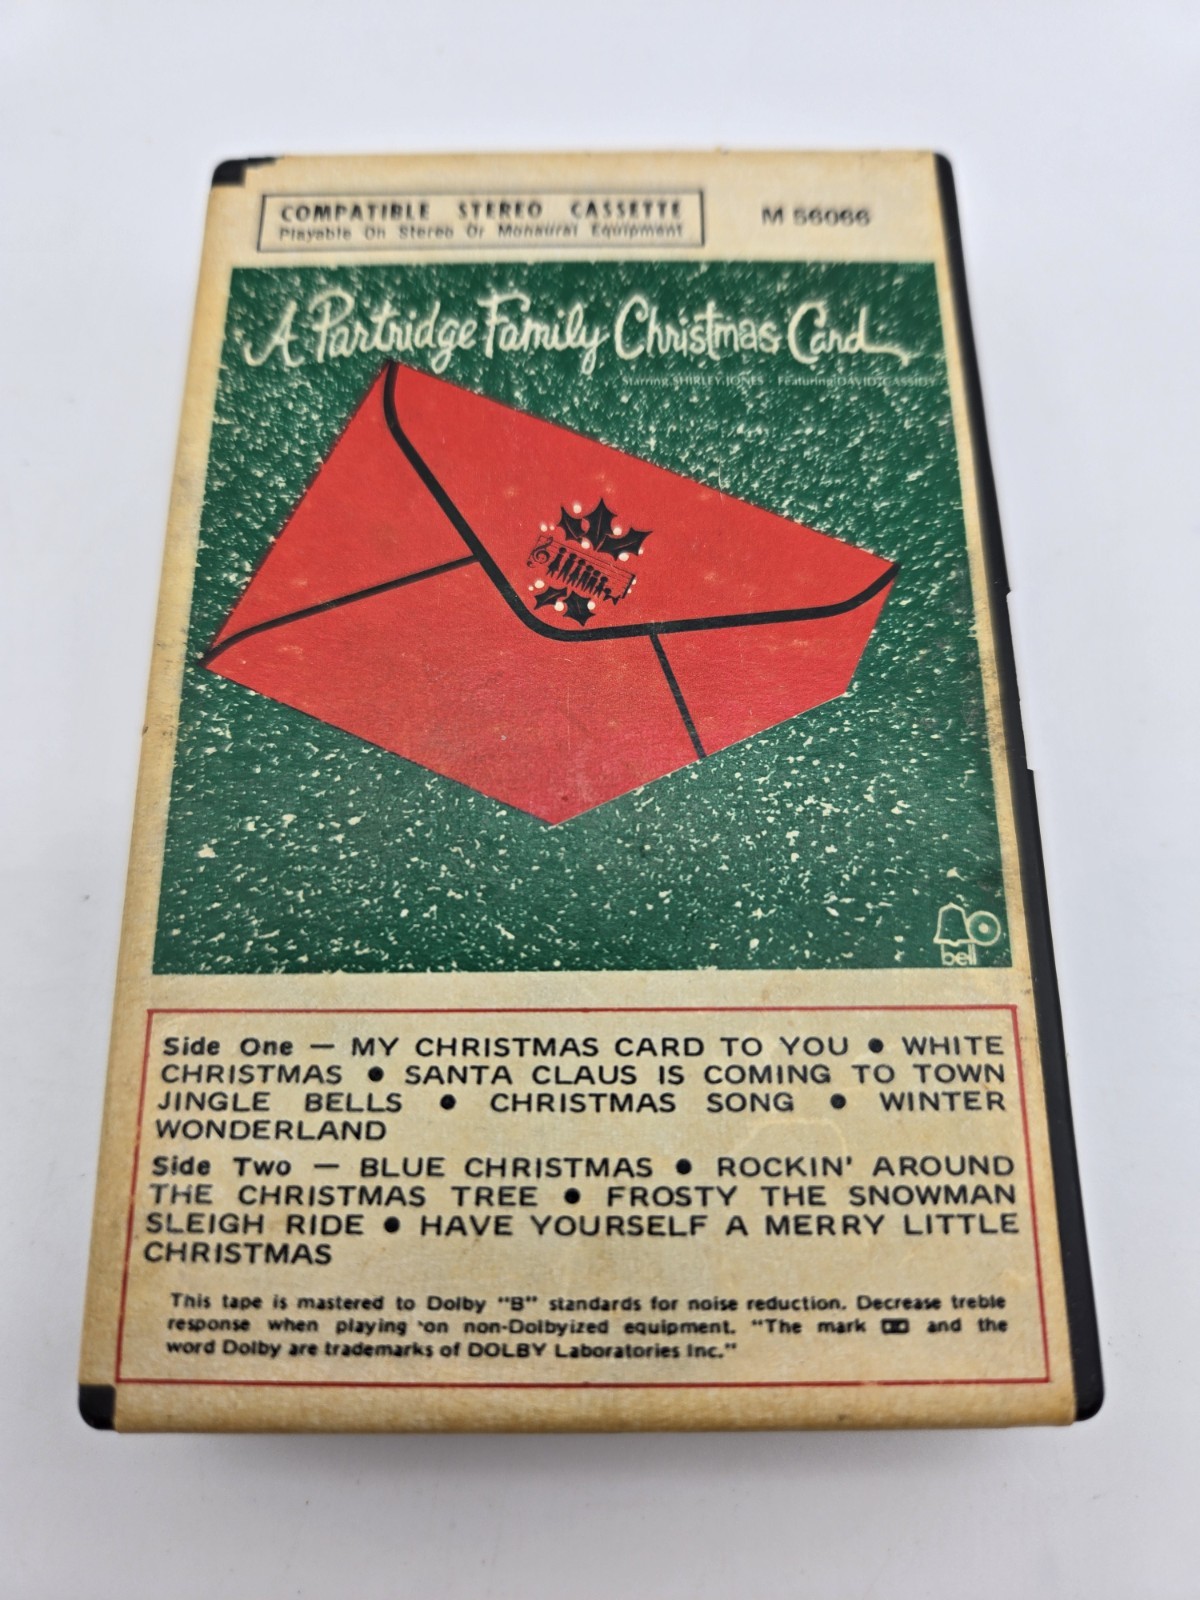 COMPATIBLE STEREO CASSETTE
Playable On Stereo Or Monaural Equipment
M 56066
A Partridge Family Christmas Card
Starring SHIRLEY JONES · Featuring DAVID CASSIDY
bell
Side One — MY CHRISTMAS CARD TO YOU ● WHITE
CHRISTMAS ● SANTA CLAUS IS COMING TO TOWN
JINGLE BELLS ● CHRISTMAS SONG ● WINTER
WONDERLAND
Side Two — BLUE CHRISTMAS ● ROCKIN' AROUND
THE CHRISTMAS TREE ● FROSTY THE SNOWMAN
SLEIGH RIDE ● HAVE YOURSELF A MERRY LITTLE
CHRISTMAS
This tape is mastered to Dolby "B" standards for noise reduction. Decrease treble
response when playing on non-Dolbyized equipment. "The mark and the
word Dolby are trademarks of DOLBY Laboratories Inc."